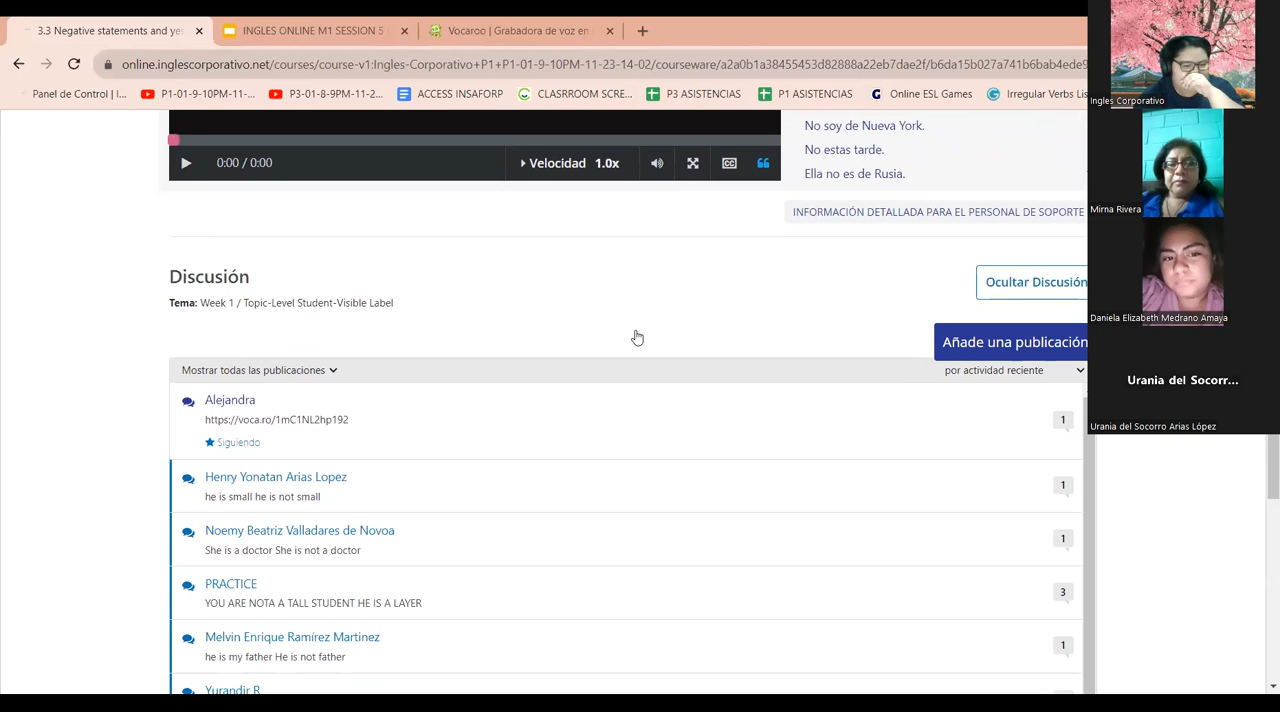 3.3 Negative statements and yes
INGLES ONLINE M1 SESSION 5
Vocaroo | Grabadora de voz en
online.inglescorporativo.net/courses/course-v1:Ingles-Corporativo+P1+P1-01-9-10PM-11-23-14-02/courseware/a2a0b1a38455453d82888a22eb7dae2f/b6da15b027a741b6bab4ede9
Panel de Control | I...
P1-01-9-10PM-11-...
P3-01-8-9PM-11-2...
ACCESS INSAFORP
CLASRROOM SCRE...
P3 ASISTENCIAS
P1 ASISTENCIAS
Online ESL Games
Irregular Verbs Lis
Ingles Corporativo
No soy de Nueva York.
No estas tarde.
0:00 / 0:00
Velocidad 1.0x
Ella no es de Rusia.
INFORMACIÓN DETALLADA PARA EL PERSONAL DE SOPORTE
Mirna Rivera
Discusión
Ocultar Discusión
Tema: Week 1 / Topic-Level Student-Visible Label
Daniela Elizabeth Medrano Amaya
Añade una publicación
Mostrar todas las publicaciones
por actividad reciente
Urania del Socorr...
Urania del Socorro Arias López
Alejandra
https://voca.ro/1mC1NL2hp192
1
Siguiendo
Henry Yonatan Arias Lopez
he is small he is not small
1
Noemy Beatriz Valladares de Novoa
She is a doctor She is not a doctor
1
PRACTICE
YOU ARE NOTA A TALL STUDENT HE IS A LAYER
3
Melvin Enrique Ramírez Martinez
he is my father He is not father
1
Yurandir R